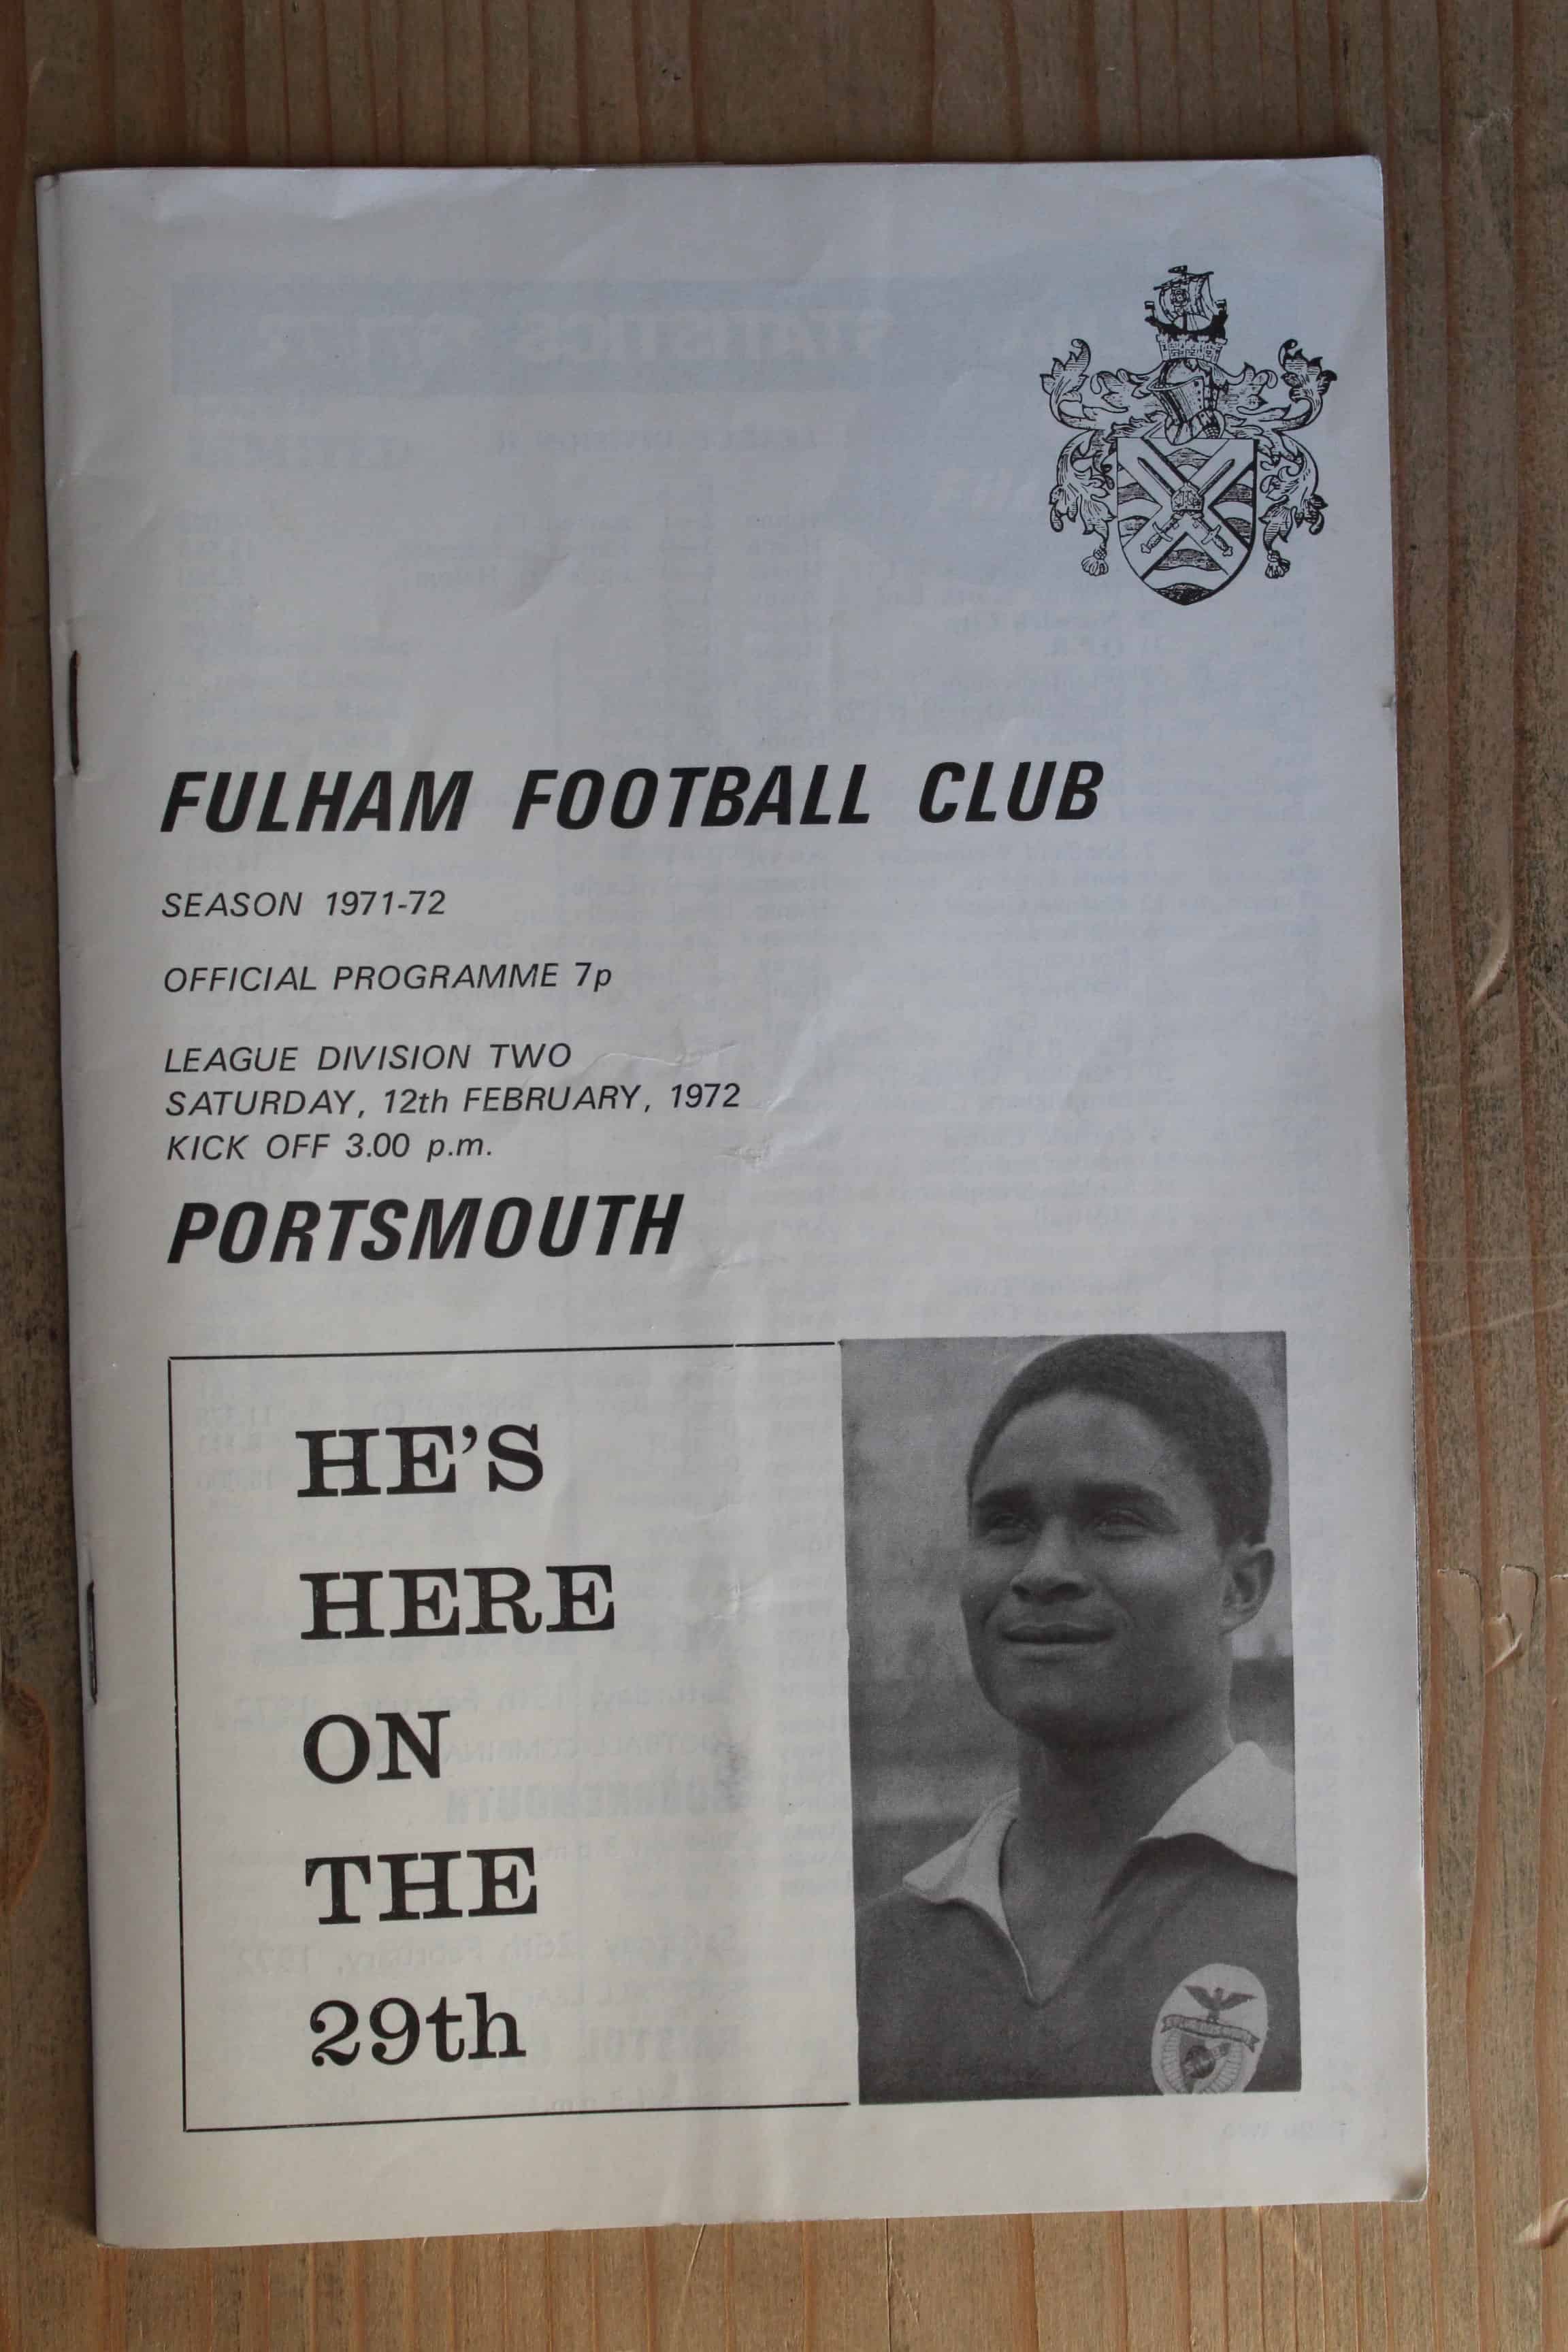 FULHAM FOOTBALL CLUB
SEASON 1971-72
OFFICIAL PROGRAMME 7p
LEAGUE DIVISION TWO
SATURDAY, 12th FEBRUARY, 1972
KICK OFF 3.00 p.m.
PORTSMOUTH
HE'S
HERE
ON
THE
29th